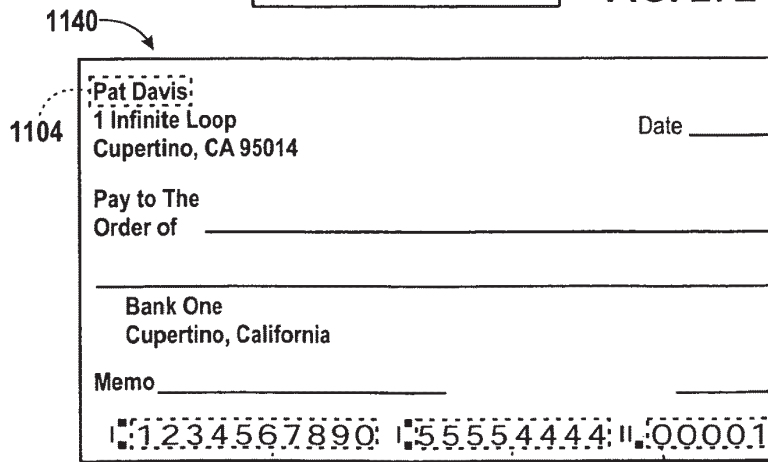 1140
Pat Davis
1104
1 Infinite Loop
Date
Cupertino, CA 95014
Pay to The
Order of
Bank One
Cupertino, California
Memo
1234567890 55554444 00001